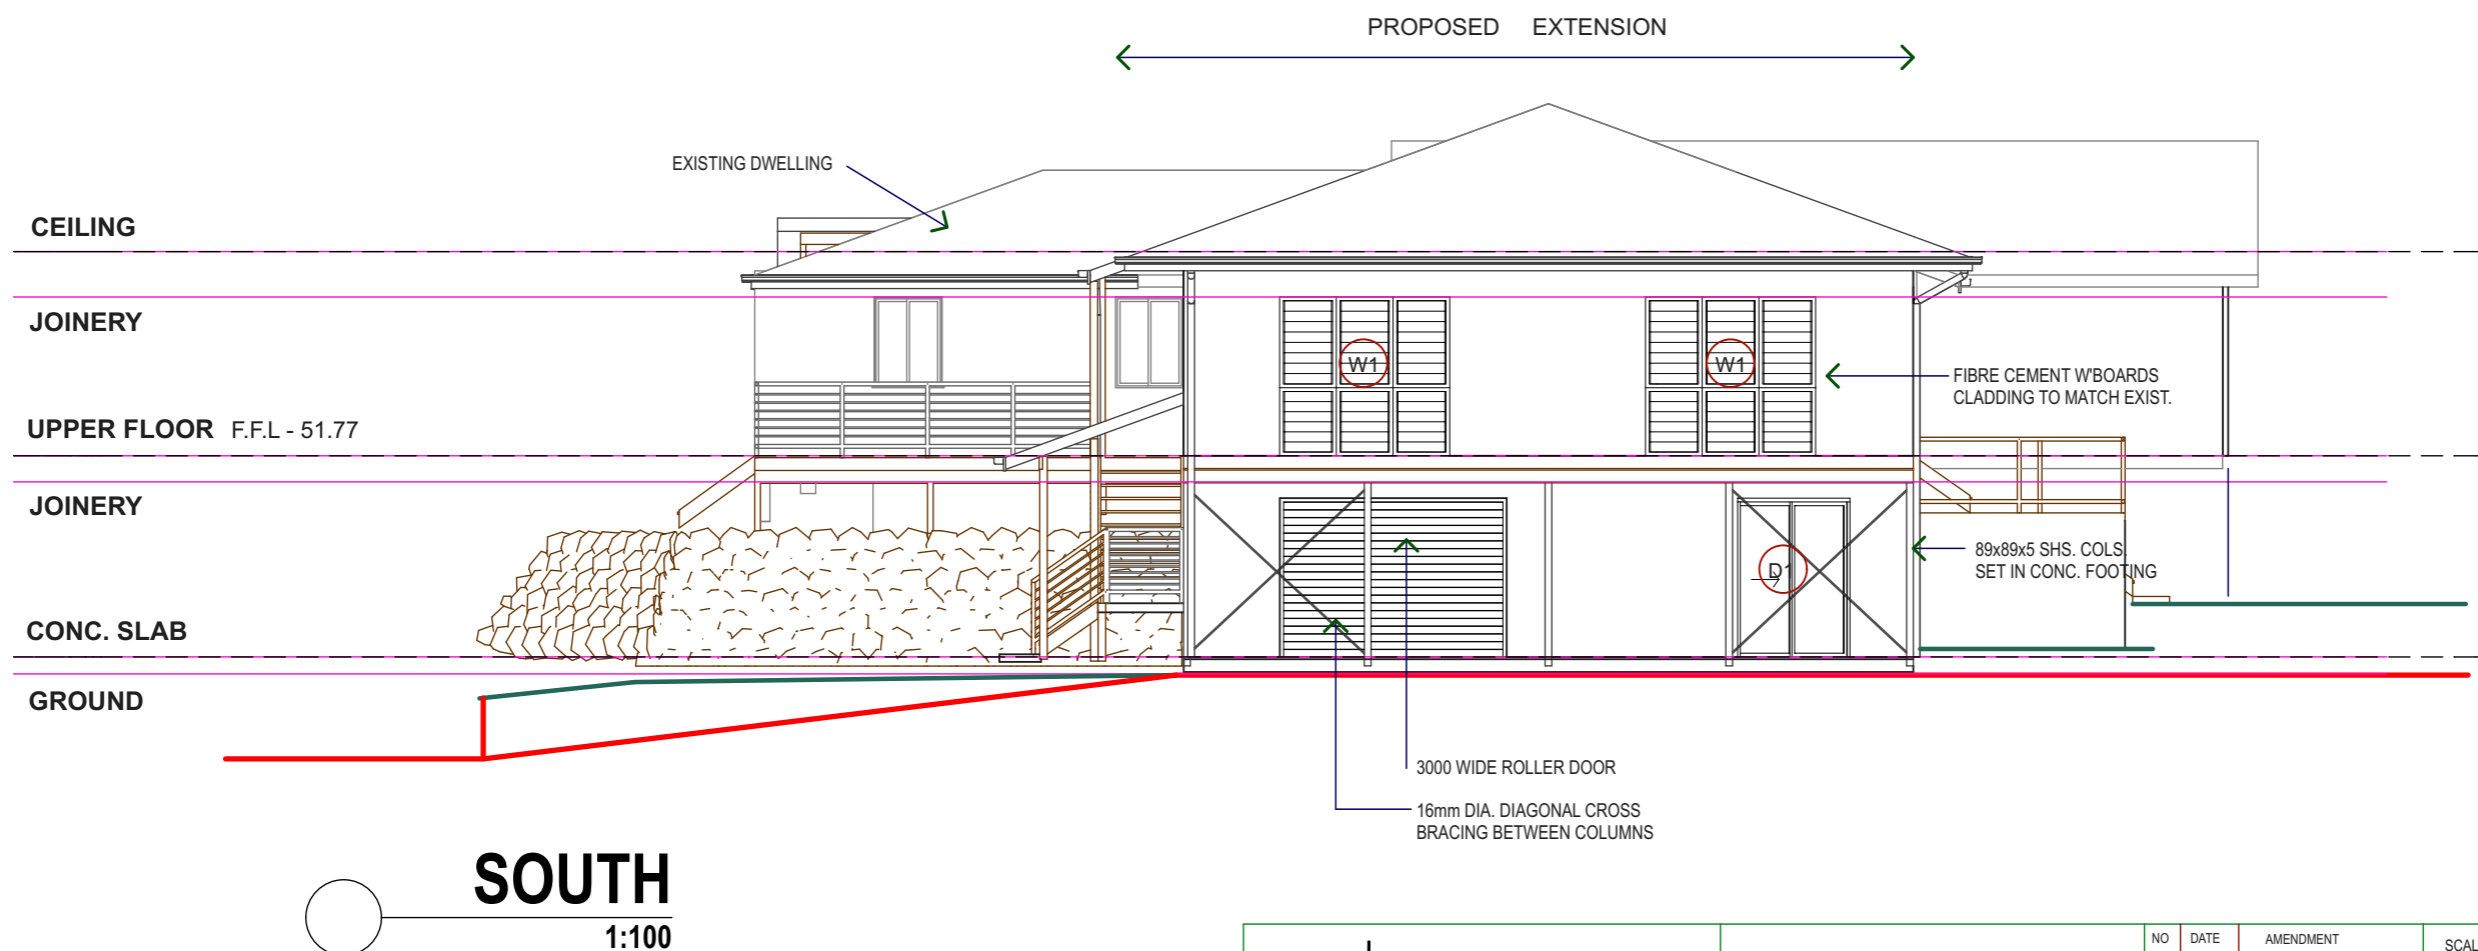 PROPOSED EXTENSION
EXISTING DWELLING
CEILING
JOINERY
W1
W1
FIBRE CEMENT W'BOARDS
CLADDING TO MATCH EXIST.
UPPER FLOOR F.F.L - 51.77
JOINERY
89x89x5 SHS. COLS.
SET IN CONC. FOOTING
D1
CONC. SLAB
GROUND
3000 WIDE ROLLER DOOR
16mm DIA. DIAGONAL CROSS
BRACING BETWEEN COLUMNS
SOUTH
1:100
NO DATE AMENDMENT